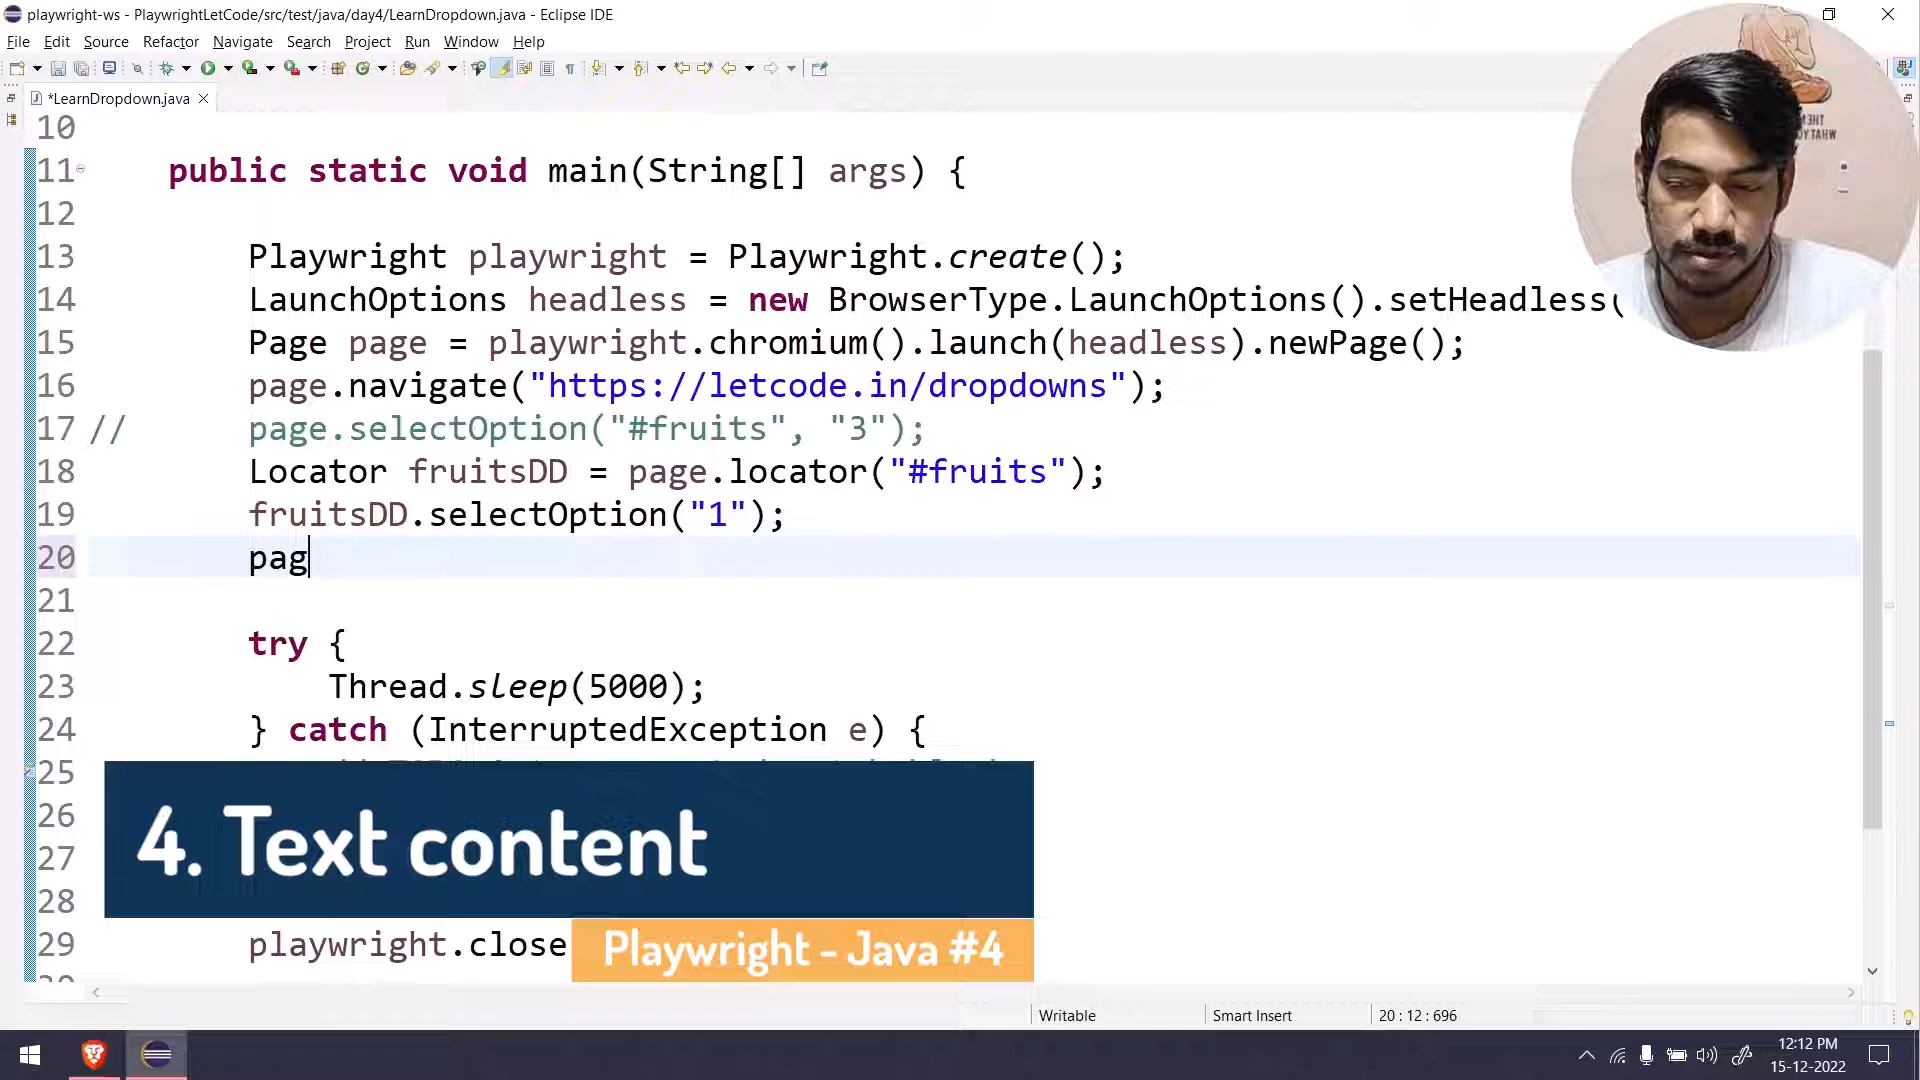 playwright-ws - PlaywrightLetCode/src/test/java/day4/LearnDropdown.java - Eclipse IDE
File Edit Source Refactor Navigate Search Project Run Window Help
*LearnDropdown.java
10
11 public static void main(String[] args) {
12
13 Playwright playwright = Playwright.create();
14 LaunchOptions headless = new BrowserType.LaunchOptions().setHeadless(
15 Page page = playwright.chromium().launch(headless).newPage();
16 page.navigate("https://letcode.in/dropdowns");
17 // page.selectOption("#fruits", "3");
18 Locator fruitsDD = page.locator("#fruits");
19 fruitsDD.selectOption("1");
20 pag
21
22 try {
23 Thread.sleep(5000);
24 } catch (InterruptedException e) {
25
26
27
28
29 playwright.close
4. Text content
Playwright - Java #4
Writable Smart Insert 20 : 12 : 696
12:12 PM
15-12-2022